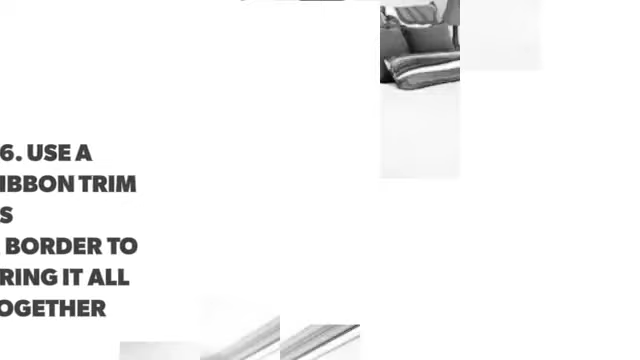 6. USE A
IBBON TRIM
S
BORDER TO
RING IT ALL
OGETHER